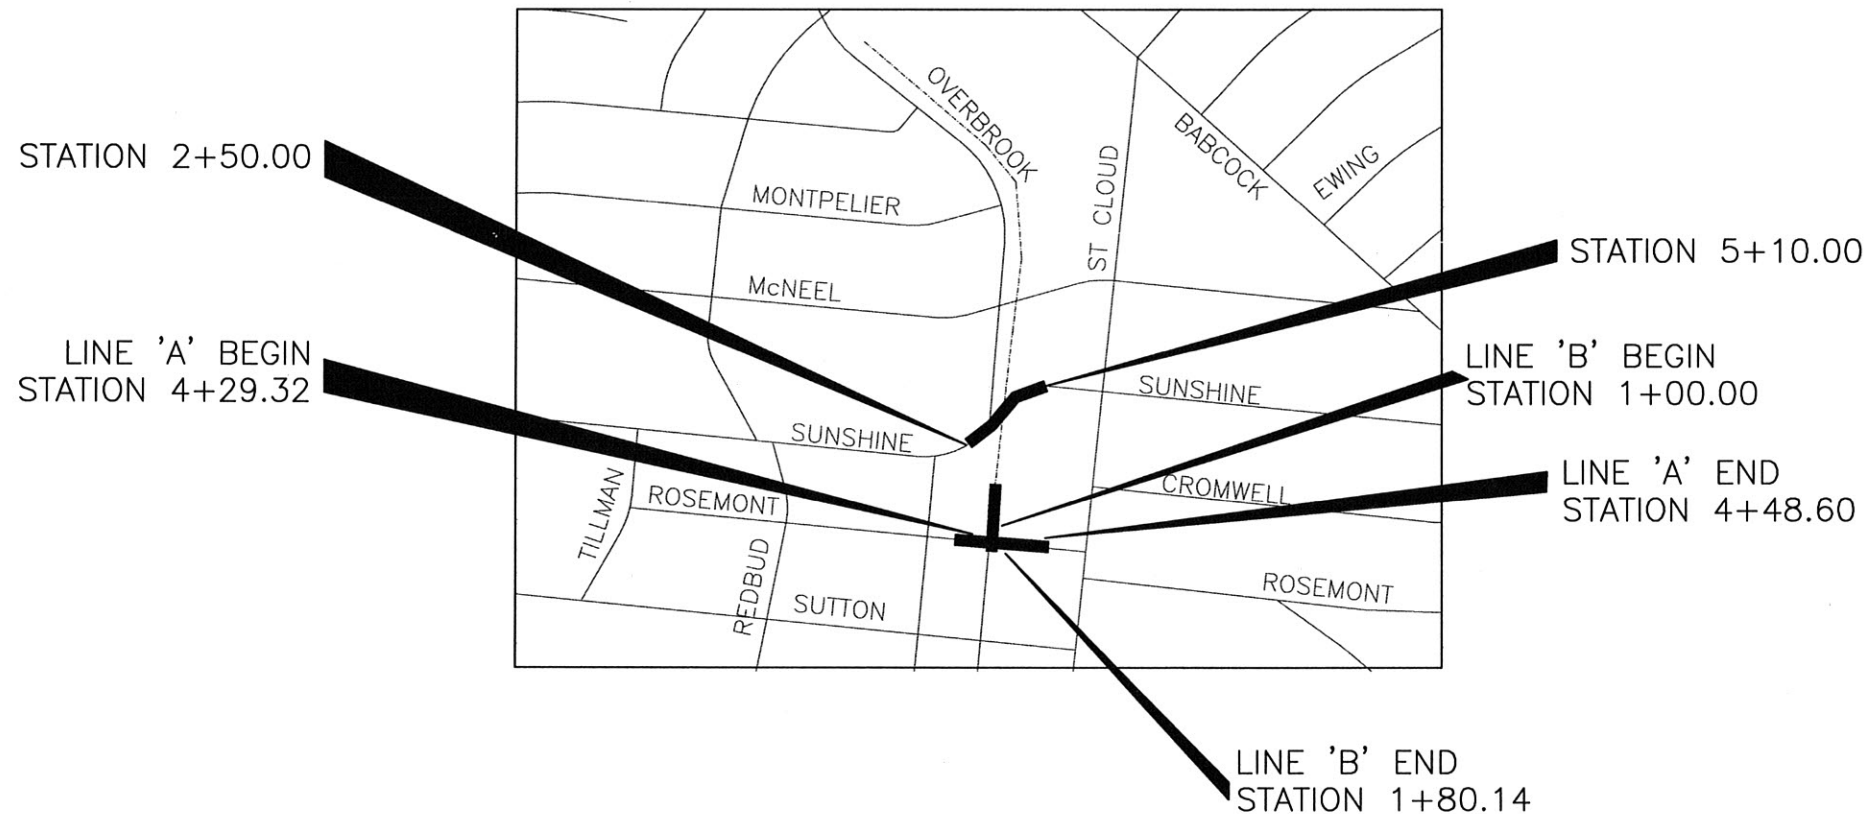 OVERBROOK
BABCOCK
EWING
ST CLOUD
STATION 2+50.00
MONTPELIER
STATION 5+10.00
McNEEL
LINE 'A' BEGIN
STATION 4+29.32
LINE 'B' BEGIN
STATION 1+00.00
SUNSHINE
SUNSHINE
TILLMAN
ROSEMONT
CROMWELL
LINE 'A' END
STATION 4+48.60
REDBUD
SUTTON
ROSEMONT
LINE 'B' END
STATION 1+80.14